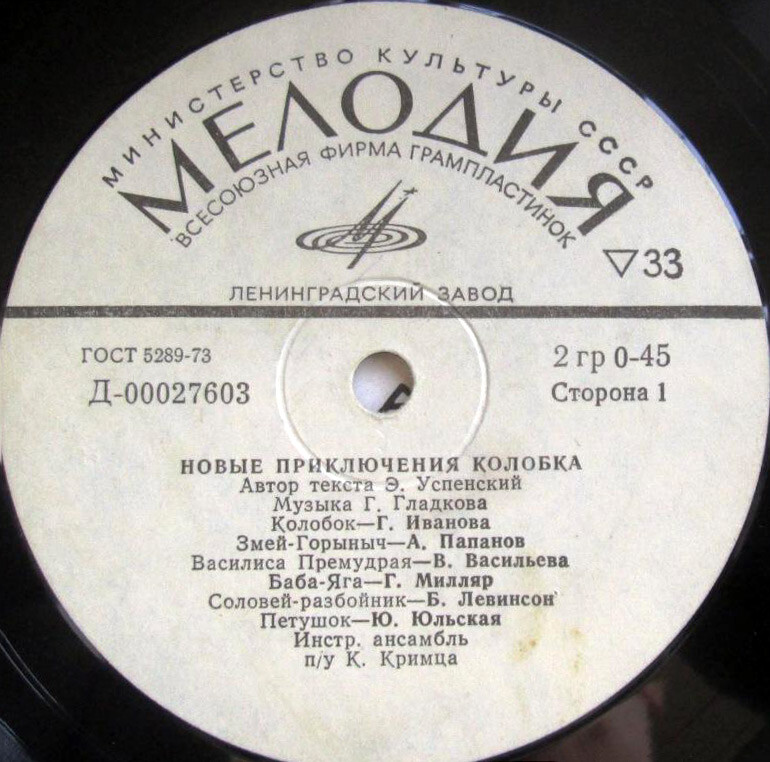 МИНИСТЕРСТВО КУЛЬТУРЫ СССР
МЕЛОДИЯ
ВСЕСОЮЗНАЯ ФИРМА ГРАМПЛАСТИНОК
▽33
ЛЕНИНГРАДСКИЙ ЗАВОД
ГОСТ 5289-73
2 гр 0-45
Д-00027603
Сторона 1
НОВЫЕ ПРИКЛЮЧЕНИЯ КОЛОБКА
Автор текста Э. Успенский
Музыка Г. Гладкова
Колобок—Г. Иванова
Змей-Горыныч—А. Папанов
Василиса Премудрая—В. Васильева
Баба-Яга—Г. Милляр
Соловей-разбойник—Б. Левинсон
Петушок—Ю. Юльская
Инстр. ансамбль
п/у К. Кримца